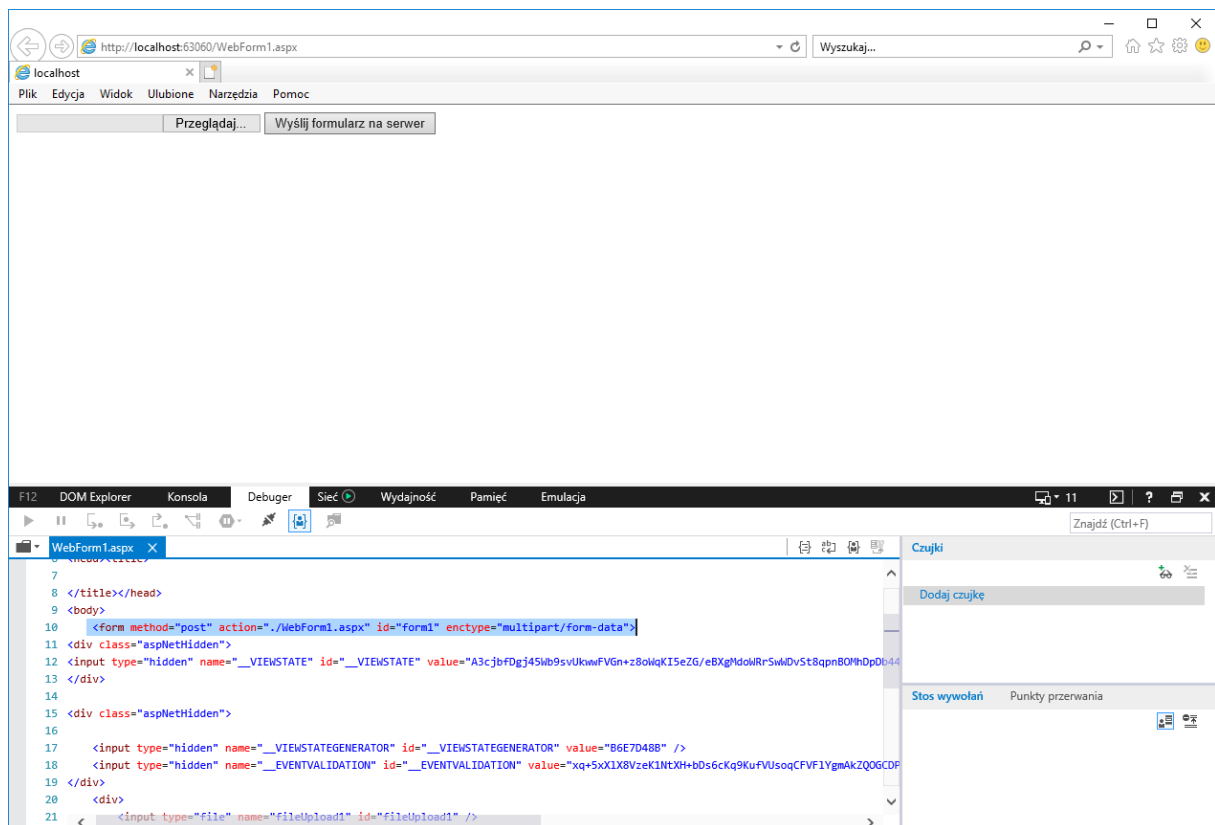 http://localhost:63060/WebForm1.aspx
Wyszukaj...
localhost
Plik Edycja Widok Ulubione Narzędzia Pomoc
Przeglądaj... Wyślij formularz na serwer
F12 DOM Explorer Konsola Debuger Sieć Wydajność Pamięć Emulacja 11 ?
Znajdź (Ctrl+F)
WebForm1.aspx
Czujki
6 <head><title>
7
8 </title></head>
Dodaj czujkę
9 <body>
10 <form method="post" action="./WebForm1.aspx" id="form1" enctype="multipart/form-data">
11 <div class="aspNetHidden">
12 <input type="hidden" name="__VIEWSTATE" id="__VIEWSTATE" value="A3cjbfDgj45Wb9svUkwwFVGn+z8oWqKI5eZG/eBXgMdoWRrSwWDvSt8qpnBOMhDpDb44
13 </div>
14
Stos wywołań Punkty przerwania
15 <div class="aspNetHidden">
16
17 <input type="hidden" name="__VIEWSTATEGENERATOR" id="__VIEWSTATEGENERATOR" value="B6E7D48B" />
18 <input type="hidden" name="__EVENTVALIDATION" id="__EVENTVALIDATION" value="xq+5xXlX8VzeK1NtXH+bDs6cKq9KufVUsoqCFVFlYgmAkZQOGCDP
19 </div>
20 <div>
21 <input type="file" name="fileUpload1" id="fileUpload1" />